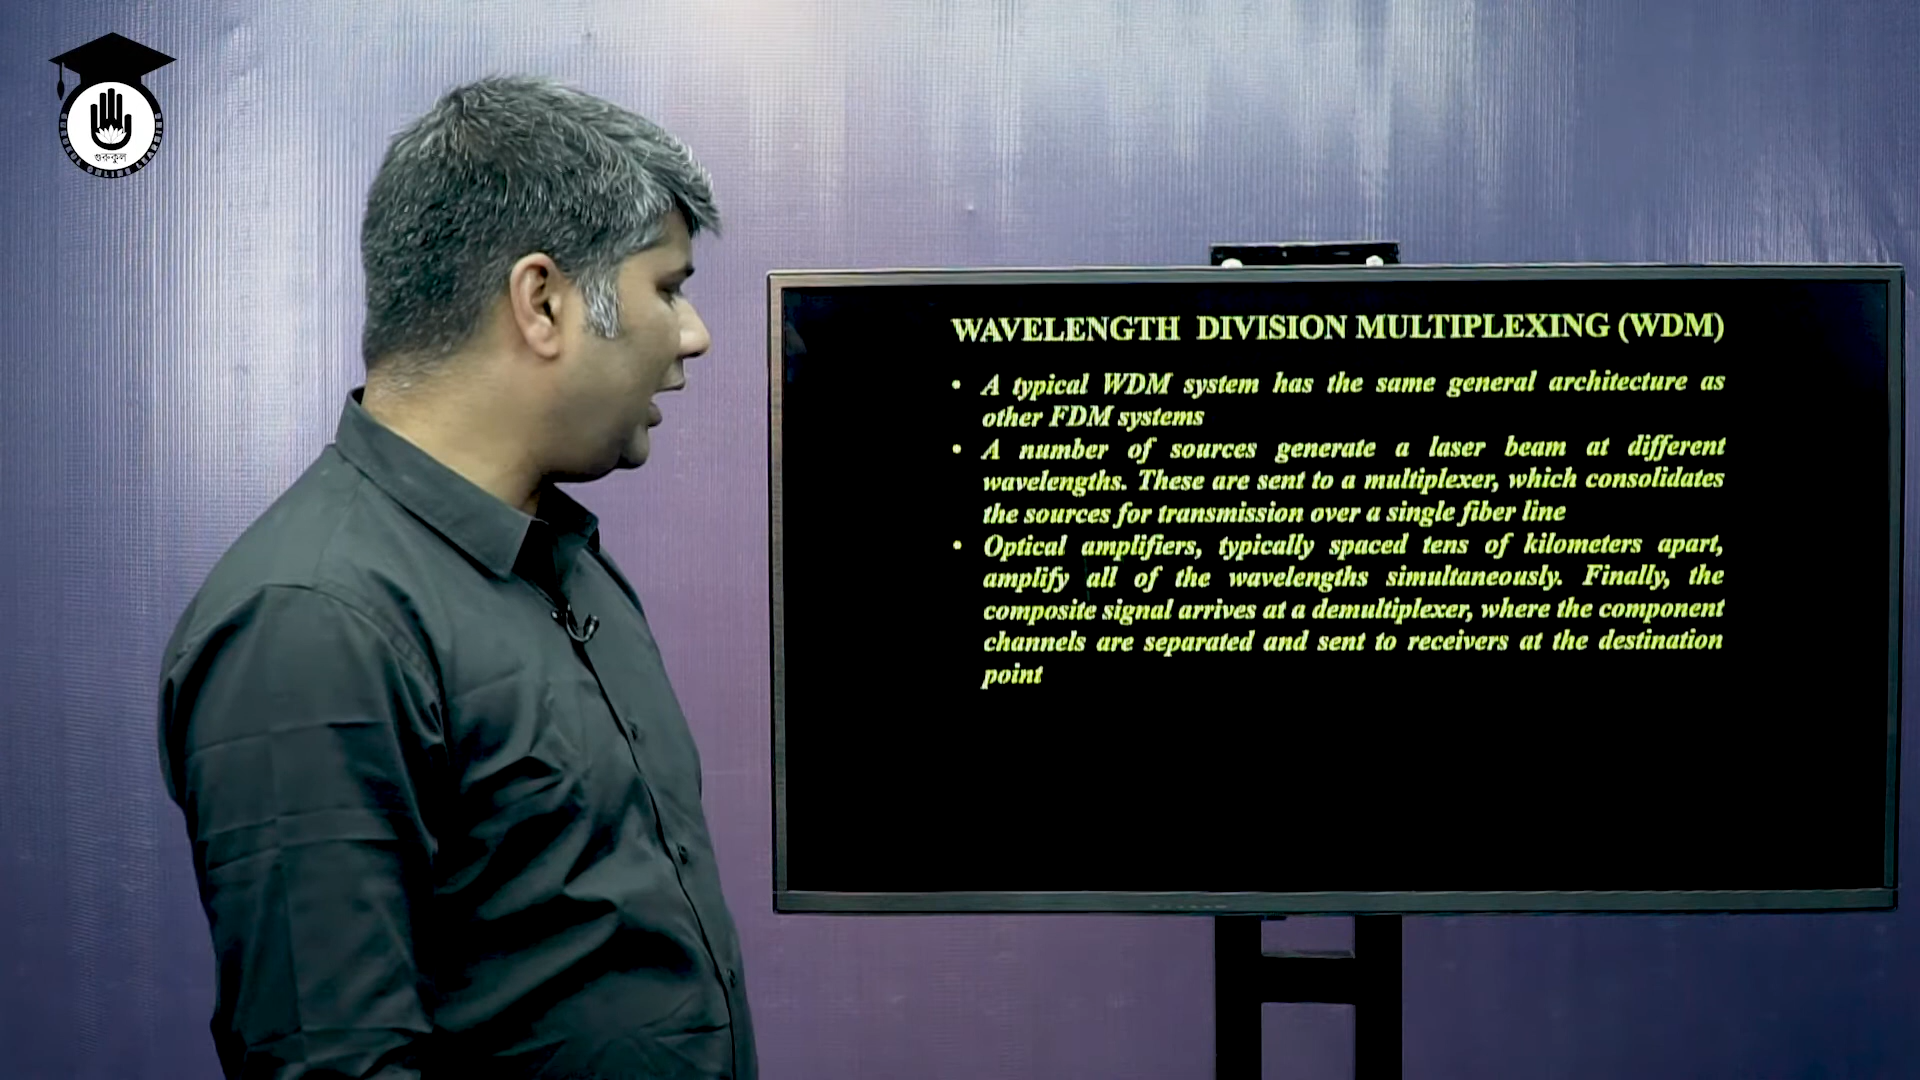 গুরুকুল
GURUKUL ONLINE LEARNING
WAVELENGTH DIVISION MULTIPLEXING (WDM)
• A typical WDM system has the same general architecture as
other FDM systems
• A number of sources generate a laser beam at different
wavelengths. These are sent to a multiplexer, which consolidates
the sources for transmission over a single fiber line
• Optical amplifiers, typically spaced tens of kilometers apart,
amplify all of the wavelengths simultaneously. Finally, the
composite signal arrives at a demultiplexer, where the component
channels are separated and sent to receivers at the destination
point